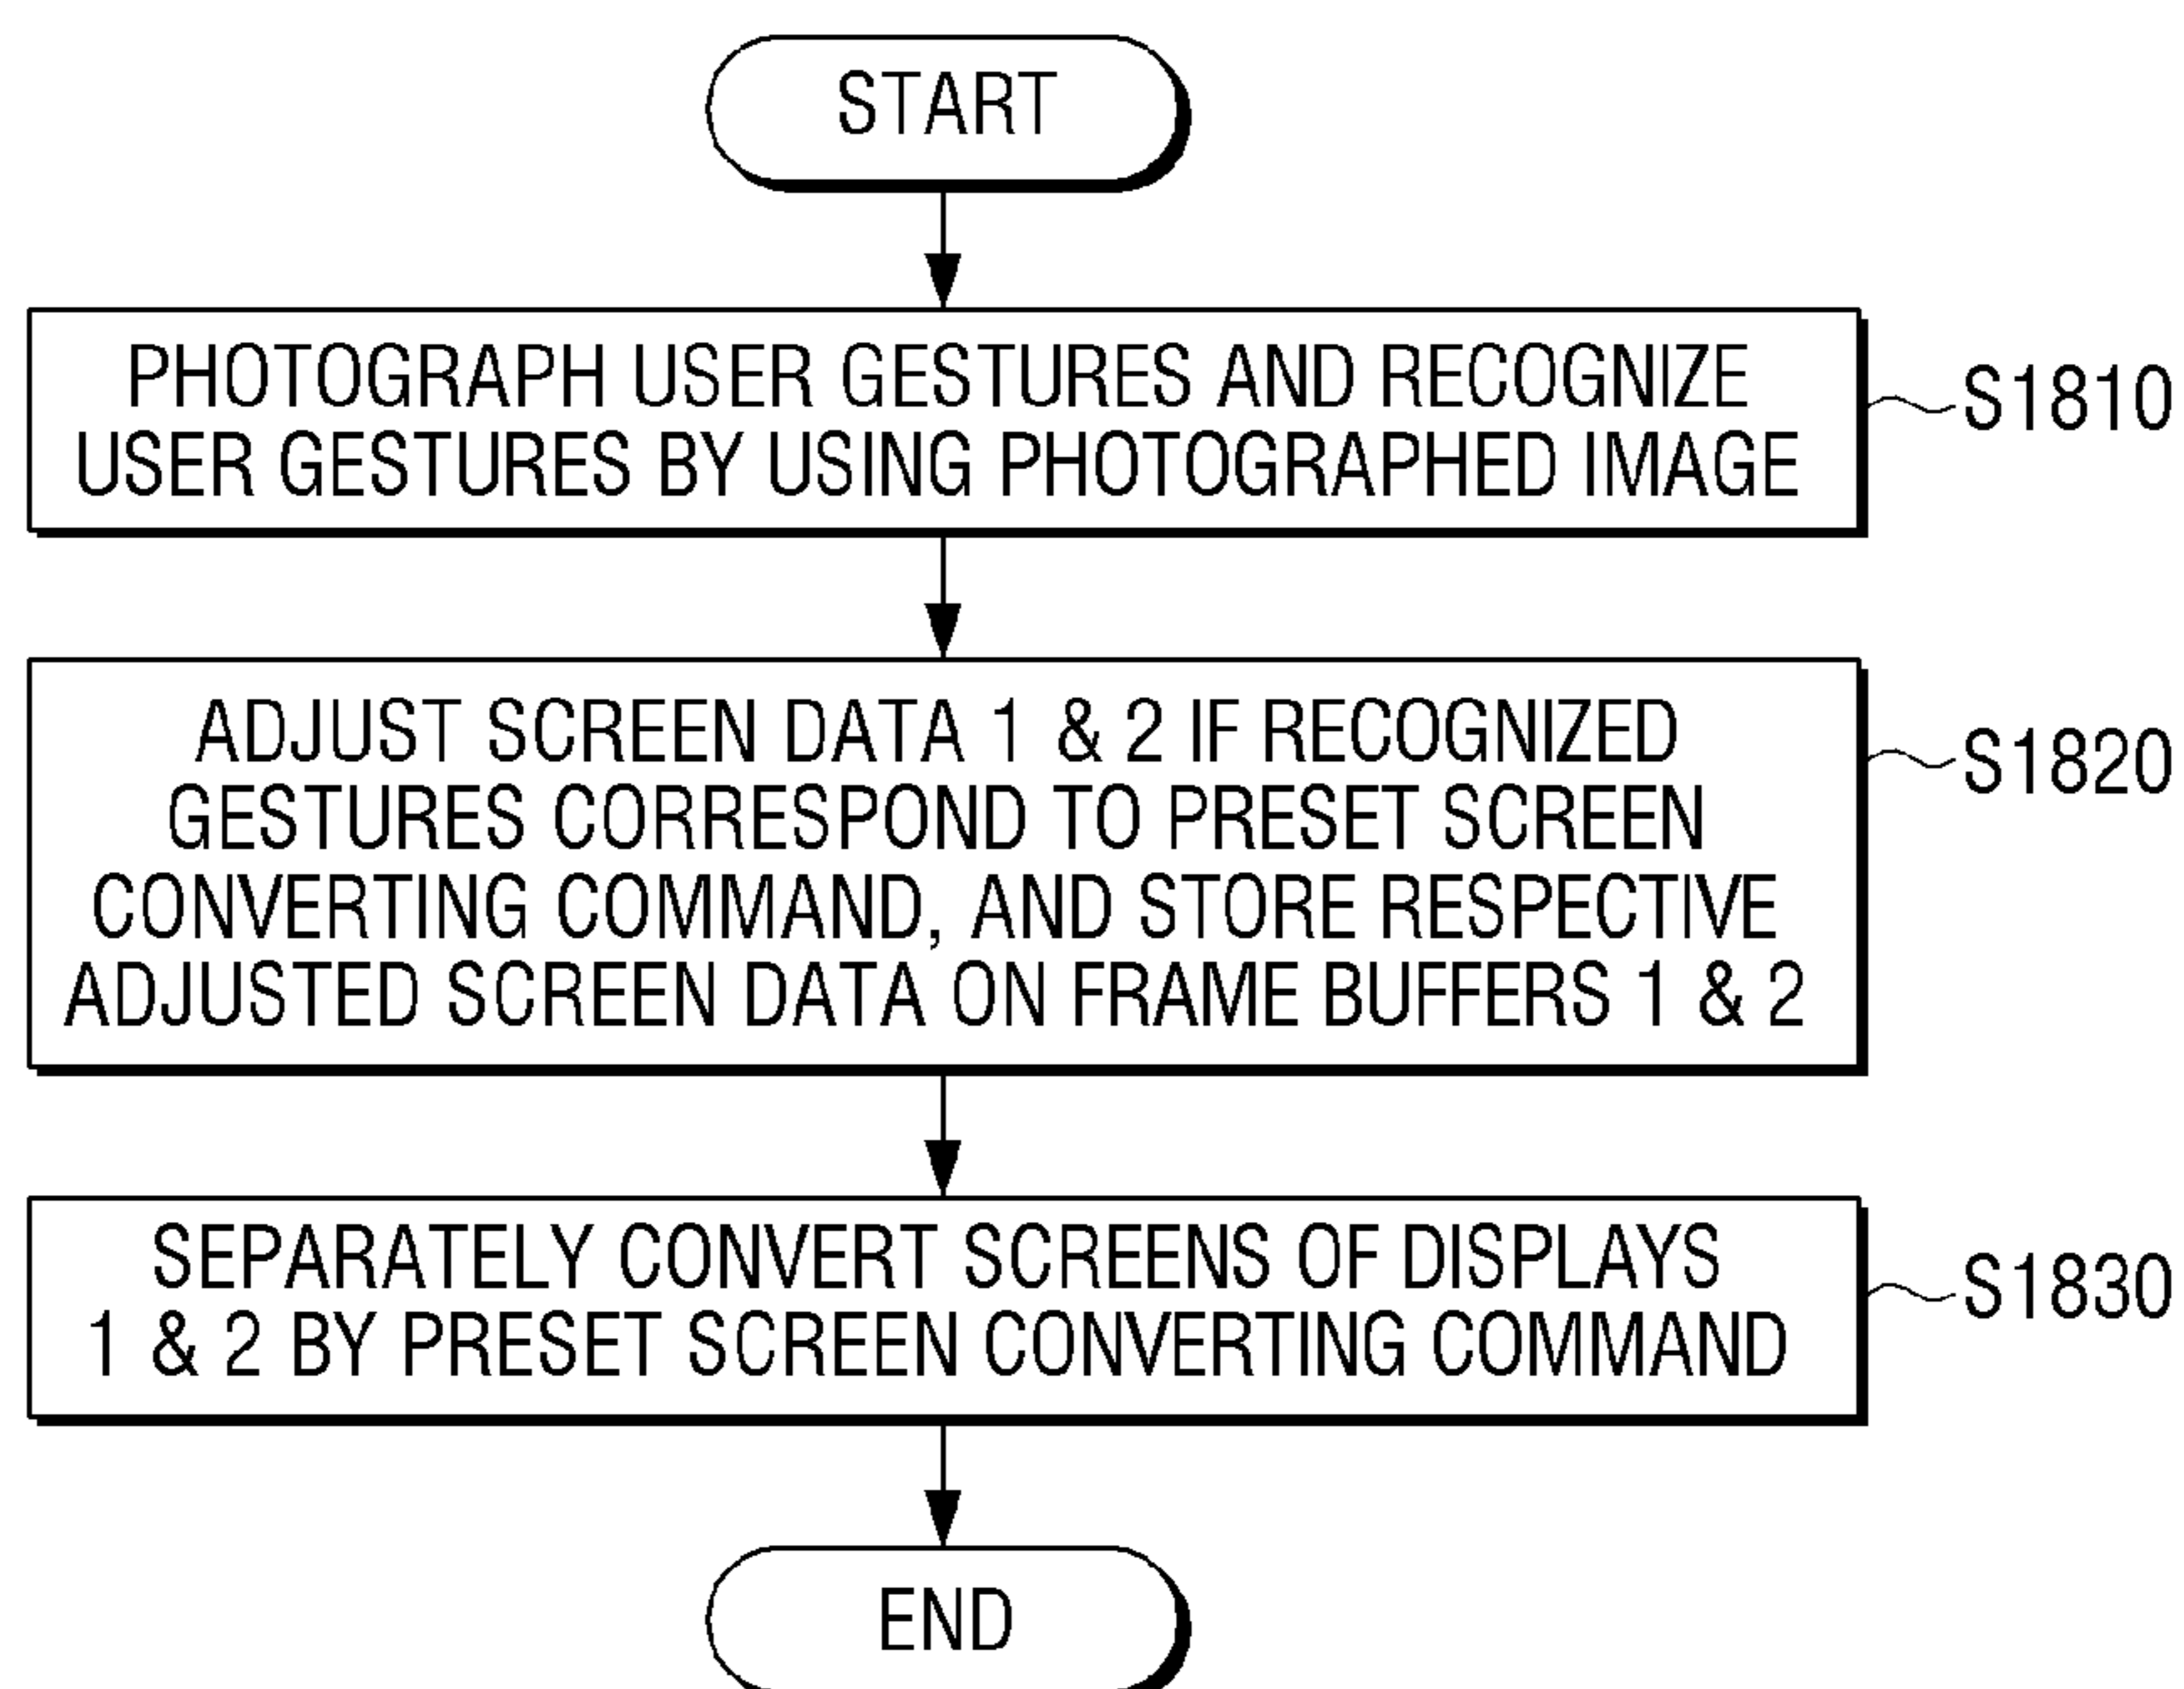 START
PHOTOGRAPH USER GESTURES AND RECOGNIZE
USER GESTURES BY USING PHOTOGRAPHED IMAGE
S1810
ADJUST SCREEN DATA 1 & 2 IF RECOGNIZED
GESTURES CORRESPOND TO PRESET SCREEN
CONVERTING COMMAND, AND STORE RESPECTIVE
ADJUSTED SCREEN DATA ON FRAME BUFFERS 1 & 2
S1820
SEPARATELY CONVERT SCREENS OF DISPLAYS
1 & 2 BY PRESET SCREEN CONVERTING COMMAND
S1830
END